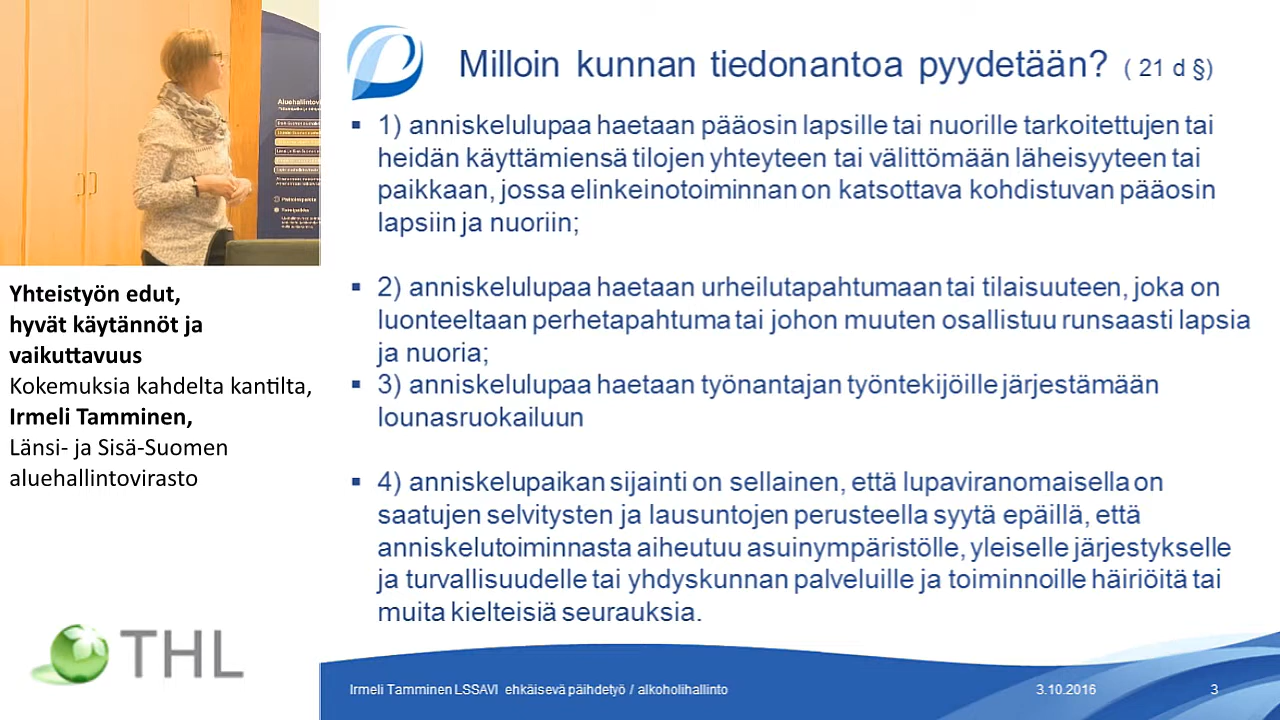 Aluehallintov
Yhteistyön edut,
hyvät käytännöt ja
vaikuttavuus
Kokemuksia kahdelta kantilta,
Irmeli Tamminen,
Länsi- ja Sisä-Suomen
aluehallintovirasto
THL
Milloin kunnan tiedonantoa pyydetään? ( 21 d §)
▪ 1) anniskelulupaa haetaan pääosin lapsille tai nuorille tarkoitettujen tai
heidän käyttämiensä tilojen yhteyteen tai välittömään läheisyyteen tai
paikkaan, jossa elinkeinotoiminnan on katsottava kohdistuvan pääosin
lapsiin ja nuoriin;
▪ 2) anniskelulupaa haetaan urheilutapahtumaan tai tilaisuuteen, joka on
luonteeltaan perhetapahtuma tai johon muuten osallistuu runsaasti lapsia
ja nuoria;
▪ 3) anniskelulupaa haetaan työnantajan työntekijöille järjestämään
lounasruokailuun
▪ 4) anniskelupaikan sijainti on sellainen, että lupaviranomaisella on
saatujen selvitysten ja lausuntojen perusteella syytä epäillä, että
anniskelutoiminnasta aiheutuu asuinympäristölle, yleiselle järjestykselle
ja turvallisuudelle tai yhdyskunnan palveluille ja toiminnoille häiriöitä tai
muita kielteisiä seurauksia.
Irmeli Tamminen LSSAVI ehkäisevä päihdetyö / alkoholihallinto
3.10.2016
3